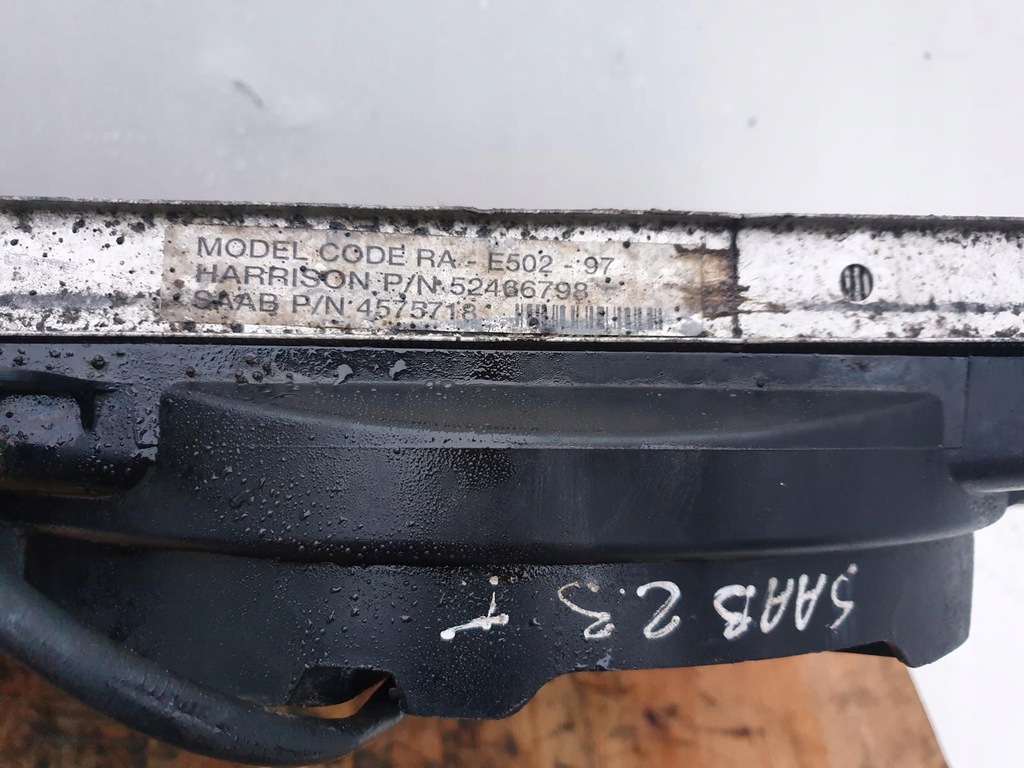 MODEL CODE RA - E502 - 97
HARRISON P/N 52466798
SAAB P/N 4575718
SAAB 2.3 T